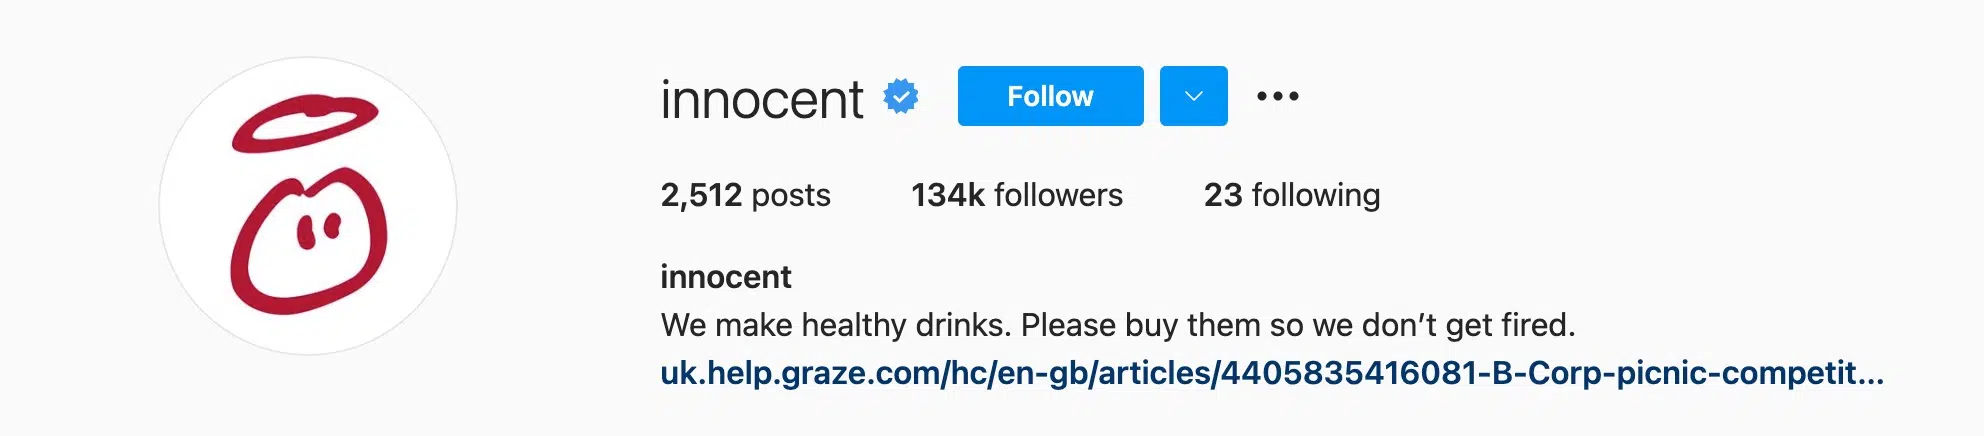 innocent Follow
2,512 posts 134k followers 23 following
innocent
We make healthy drinks. Please buy them so we don’t get fired.
uk.help.graze.com/hc/en-gb/articles/4405835416081-B-Corp-picnic-competit...